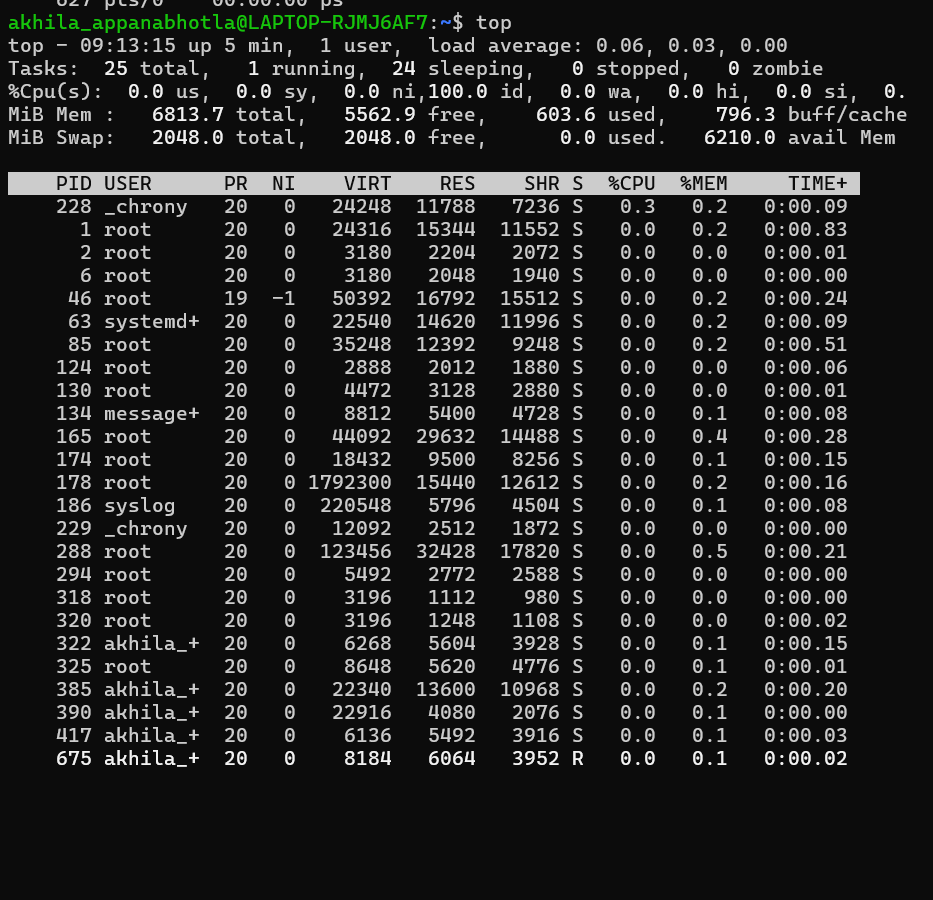 827 pts/0    00:00:00 ps
akhila_appanabhotla@LAPTOP-RJMJ6AF7:~$ top
top - 09:13:15 up 5 min,  1 user,  load average: 0.06, 0.03, 0.00
Tasks:  25 total,   1 running,  24 sleeping,   0 stopped,   0 zombie
%Cpu(s):  0.0 us,  0.0 sy,  0.0 ni,100.0 id,  0.0 wa,  0.0 hi,  0.0 si,  0.
MiB Mem :   6813.7 total,   5562.9 free,    603.6 used,    796.3 buff/cache
MiB Swap:   2048.0 total,   2048.0 free,      0.0 used.   6210.0 avail Mem
PID USER      PR  NI    VIRT    RES    SHR S  %CPU  %MEM     TIME+
228 _chrony   20   0   24248  11788   7236 S   0.3   0.2   0:00.09
1 root      20   0   24316  15344  11552 S   0.0   0.2   0:00.83
2 root      20   0    3180   2204   2072 S   0.0   0.0   0:00.01
6 root      20   0    3180   2048   1940 S   0.0   0.0   0:00.00
46 root      19  -1   50392  16792  15512 S   0.0   0.2   0:00.24
63 systemd+  20   0   22540  14620  11996 S   0.0   0.2   0:00.09
85 root      20   0   35248  12392   9248 S   0.0   0.2   0:00.51
124 root      20   0    2888   2012   1880 S   0.0   0.0   0:00.06
130 root      20   0    4472   3128   2880 S   0.0   0.0   0:00.01
134 message+  20   0    8812   5400   4728 S   0.0   0.1   0:00.08
165 root      20   0   44092  29632  14488 S   0.0   0.4   0:00.28
174 root      20   0   18432   9500   8256 S   0.0   0.1   0:00.15
178 root      20   0 1792300  15440  12612 S   0.0   0.2   0:00.16
186 syslog    20   0  220548   5796   4504 S   0.0   0.1   0:00.08
229 _chrony   20   0   12092   2512   1872 S   0.0   0.0   0:00.00
288 root      20   0  123456  32428  17820 S   0.0   0.5   0:00.21
294 root      20   0    5492   2772   2588 S   0.0   0.0   0:00.00
318 root      20   0    3196   1112    980 S   0.0   0.0   0:00.00
320 root      20   0    3196   1248   1108 S   0.0   0.0   0:00.02
322 akhila_+  20   0    6268   5604   3928 S   0.0   0.1   0:00.15
325 root      20   0    8648   5620   4776 S   0.0   0.1   0:00.01
385 akhila_+  20   0   22340  13600  10968 S   0.0   0.2   0:00.20
390 akhila_+  20   0   22916   4080   2076 S   0.0   0.1   0:00.00
417 akhila_+  20   0    6136   5492   3916 S   0.0   0.1   0:00.03
675 akhila_+  20   0    8184   6064   3952 R   0.0   0.1   0:00.02